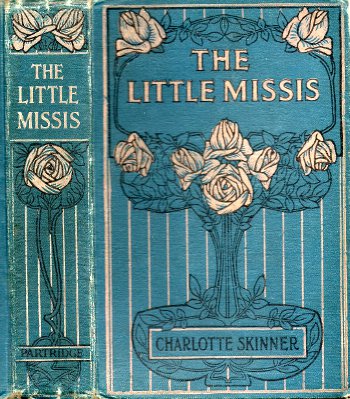 THE
LITTLE
MISSIS
PARTRIDGE
THE
LITTLE MISSIS
CHARLOTTE SKINNER